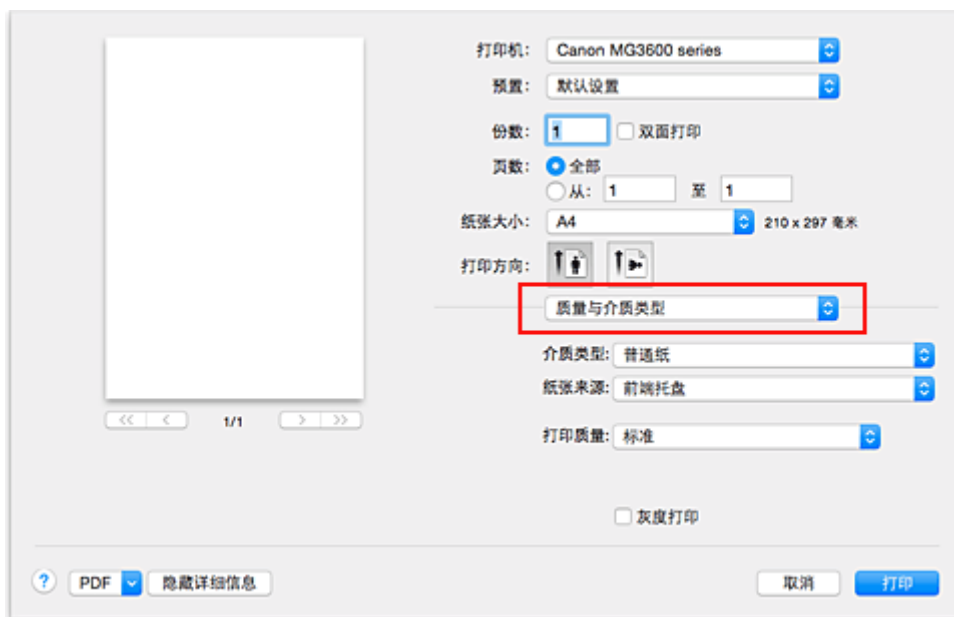 打印机: Canon MG3600 series
预置: 默认设置
份数: 1 双面打印
页数: 全部
从: 1 至 1
纸张大小: A4 210 x 297 毫米
打印方向:
质量与介质类型
介质类型: 普通纸
纸张来源: 前端托盘
1/1
打印质量: 标准
灰度打印
? PDF 隐藏详细信息 取消 打印